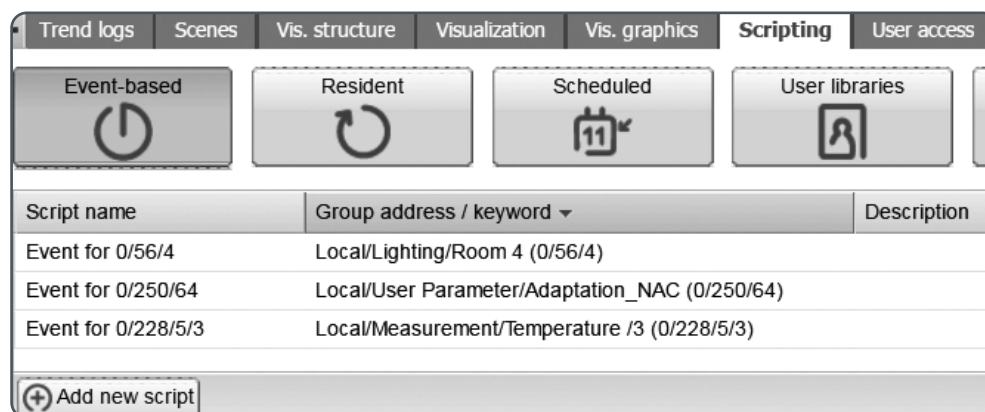 Trend logs Scenes Vis. structure Visualization Vis. graphics Scripting User access
Event-based Resident Scheduled User libraries
11
Script name Group address / keyword Description
Event for 0/56/4 Local/Lighting/Room 4 (0/56/4)
Event for 0/250/64 Local/User Parameter/Adaptation_NAC (0/250/64)
Event for 0/228/5/3 Local/Measurement/Temperature /3 (0/228/5/3)
Add new script